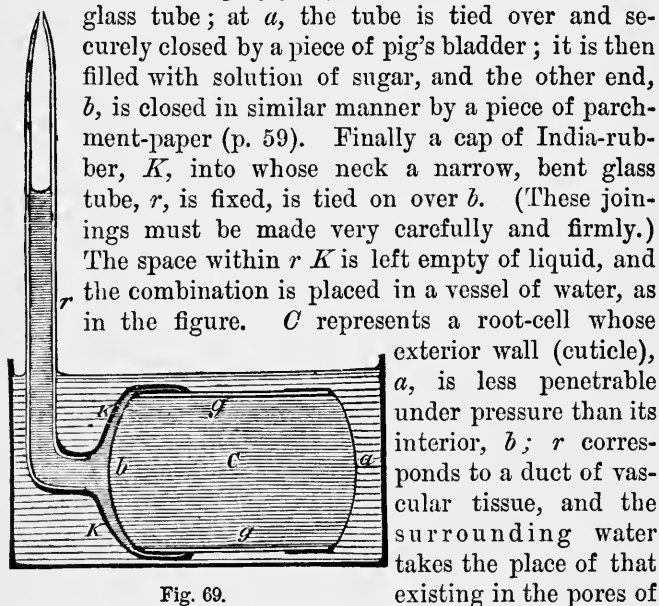 glass tube; at a, the tube is tied over and se-
curely closed by a piece of pig's bladder; it is then
filled with solution of sugar, and the other end,
b, is closed in similar manner by a piece of parch-
ment-paper (p. 59). Finally a cap of India-rub-
ber, K, into whose neck a narrow, bent glass
tube, r, is fixed, is tied on over b. (These join-
ings must be made very carefully and firmly.)
The space within r K is left empty of liquid, and
the combination is placed in a vessel of water, as
in the figure. C represents a root-cell whose
exterior wall (cuticle),
a, is less penetrable
under pressure than its
interior, b; r corres-
ponds to a duct of vas-
cular tissue, and the
surrounding water
takes the place of that
existing in the pores of
r
K
g
b
C
a
K
g
Fig. 69.